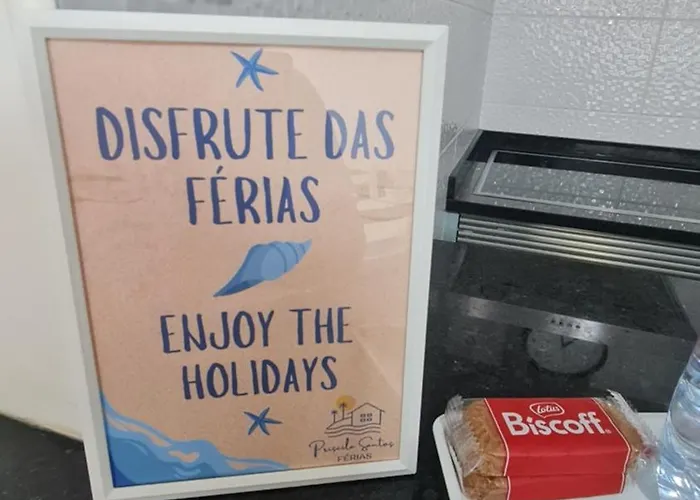 DISFRUTE DAS
FÉRIAS
ENJOY THE
HOLIDAYS
Priscila Santos
FÉRIAS
Lotus
Biscoff